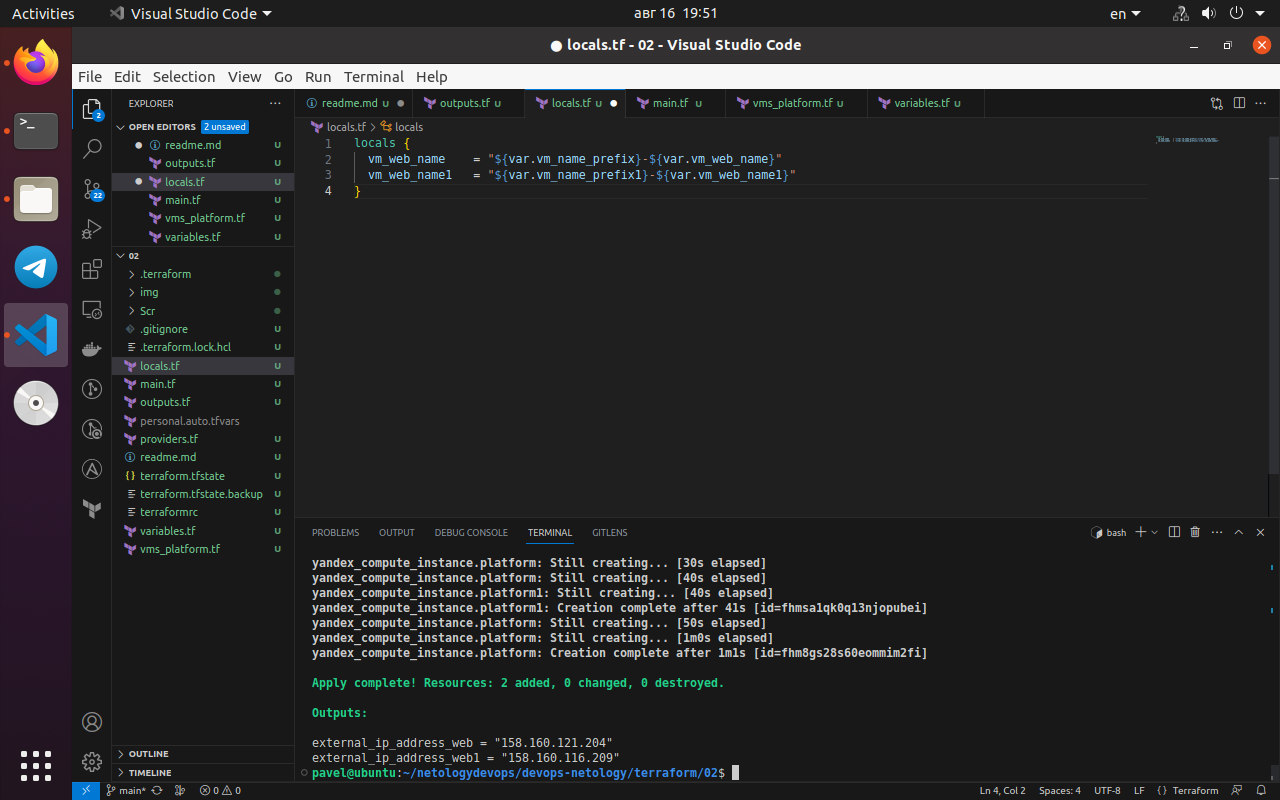 Activities
Visual Studio Code
авг 16 19:51
en
locals.tf - 02 - Visual Studio Code
File Edit Selection View Go Run Terminal Help
EXPLORER
OPEN EDITORS 2 unsaved
readme.md U
outputs.tf U
locals.tf U
main.tf U
vms_platform.tf U
variables.tf U
02
.terraform
img
Scr
.gitignore U
.terraform.lock.hcl U
locals.tf U
main.tf U
outputs.tf U
personal.auto.tfvars
providers.tf U
readme.md U
terraform.tfstate U
terraform.tfstate.backup U
terraformrc U
variables.tf U
vms_platform.tf U
OUTLINE
TIMELINE
2
22
readme.md U outputs.tf U locals.tf U main.tf U vms_platform.tf U variables.tf U
locals.tf > locals
1 locals {
2 vm_web_name = "${var.vm_name_prefix}-${var.vm_web_name}"
3 vm_web_name1 = "${var.vm_name_prefix1}-${var.vm_web_name1}"
4 }
PROBLEMS OUTPUT DEBUG CONSOLE TERMINAL GITLENS
bash
yandex_compute_instance.platform: Still creating... [30s elapsed]
yandex_compute_instance.platform: Still creating... [40s elapsed]
yandex_compute_instance.platform1: Still creating... [40s elapsed]
yandex_compute_instance.platform1: Creation complete after 41s [id=fhmsa1qk0q13njopubei]
yandex_compute_instance.platform: Still creating... [50s elapsed]
yandex_compute_instance.platform: Still creating... [1m0s elapsed]
yandex_compute_instance.platform: Creation complete after 1m1s [id=fhm8gs28s60eommim2fi]
Apply complete! Resources: 2 added, 0 changed, 0 destroyed.
Outputs:
external_ip_address_web = "158.160.121.204"
external_ip_address_web1 = "158.160.116.209"
pavel@ubuntu:~/netologydevops/devops-netology/terraform/02$
main* 0 0
Ln 4, Col 2 Spaces: 4 UTF-8 LF {} Terraform